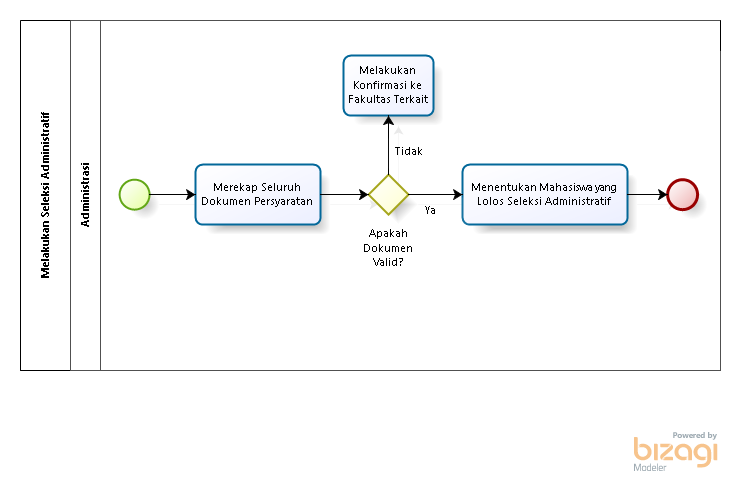 Melakukan Seleksi Administratif
Administrasi
Melakukan
Konfirmasi ke
Fakultas Terkait
Tidak
Merekap Seluruh
Dokumen Persyaratan
Menentukan Mahasiswa yang
Lolos Seleksi Administratif
Ya
Apakah
Dokumen
Valid?
Powered by
bizagi
Modeler